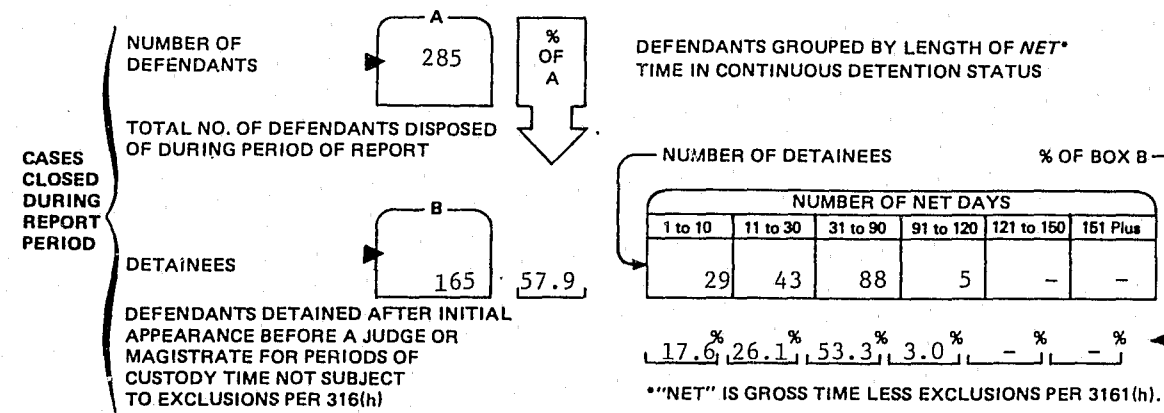 CASES
CLOSED
DURING
REPORT
PERIOD
NUMBER OF
DEFENDANTS
A
285
%
OF
A
TOTAL NO. OF DEFENDANTS DISPOSED
OF DURING PERIOD OF REPORT
B
DETAINEES
165 57.9
DEFENDANTS DETAINED AFTER INITIAL
APPEARANCE BEFORE A JUDGE OR
MAGISTRATE FOR PERIODS OF
CUSTODY TIME NOT SUBJECT
TO EXCLUSIONS PER 316(h)
DEFENDANTS GROUPED BY LENGTH OF NET*
TIME IN CONTINUOUS DETENTION STATUS
NUMBER OF DETAINEES % OF BOX B
NUMBER OF NET DAYS
1 to 10 11 to 30 31 to 90 91 to 120 121 to 150 151 Plus
29 43 88 5 – –
17.6% 26.1% 53.3% 3.0% –% –%
*"NET" IS GROSS TIME LESS EXCLUSIONS PER 3161(h).